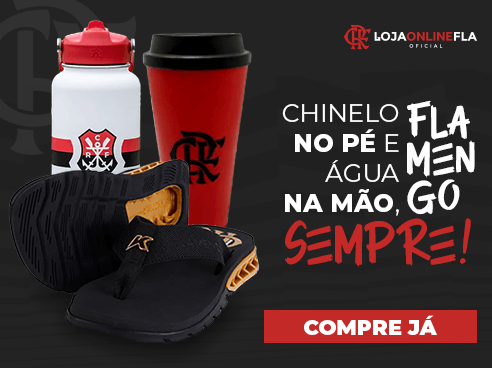 LOJAONLINEFLA
OFICIAL
CHINELO
NO PÉ E
ÁGUA
NA MÃO,
FLA
MEN
GO
SEMPRE!
COMPRE JÁ
C
R F